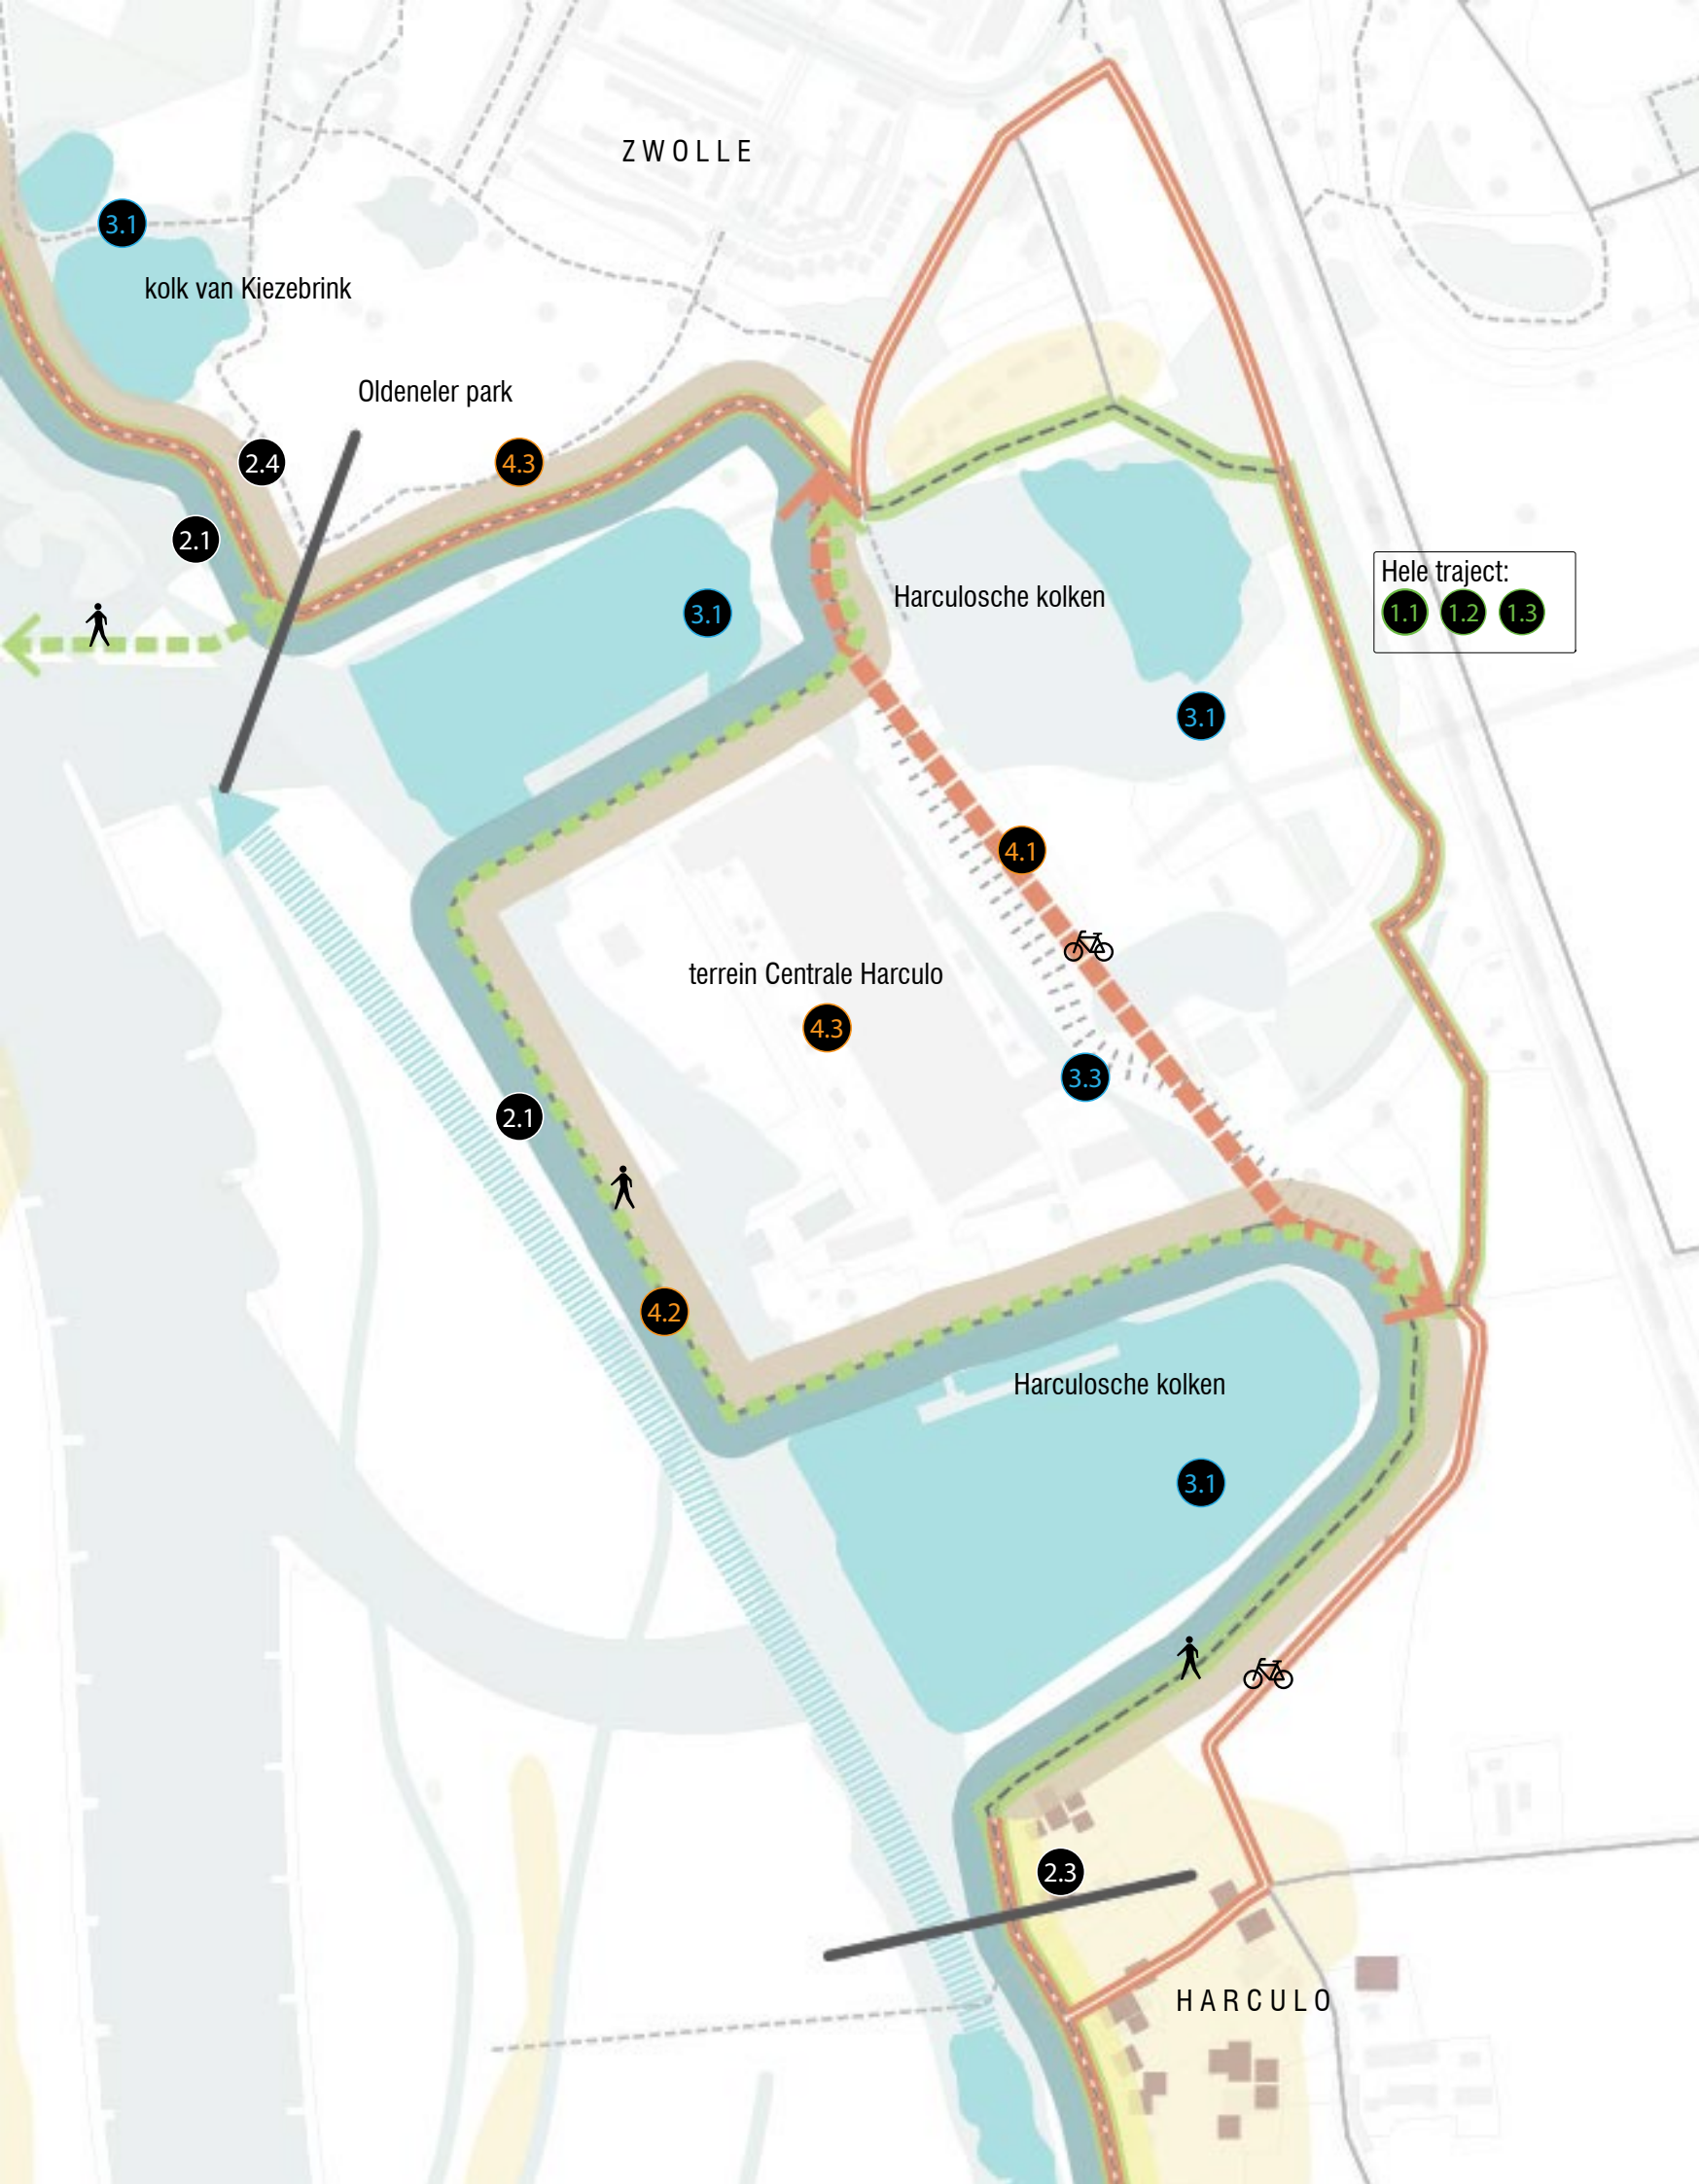 ZWOLLE
3.1
kolk van Kiezebrink
Oldeneler park
2.4
4.3
2.1
Hele traject:
1.1 1.2 1.3
Harculosche kolken
3.1
3.1
4.1
terrein Centrale Harculo
4.3
3.3
2.1
4.2
Harculosche kolken
3.1
2.3
HARCULO